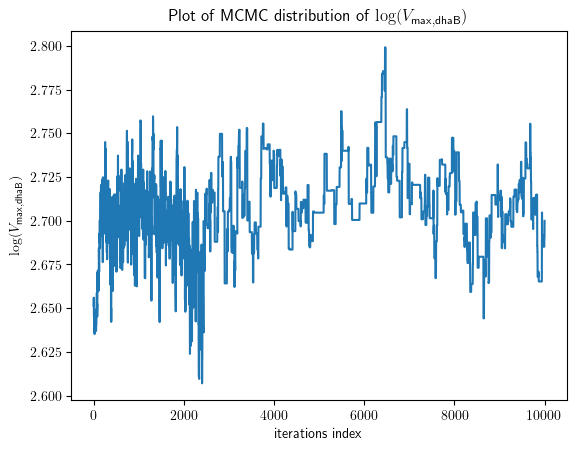 Plot of MCMC distribution of log(V_max,dhaB)
log(V_max,dhaB)
2.800
2.775
2.750
2.725
2.700
2.675
2.650
2.625
2.600
0 2000 4000 6000 8000 10000
iterations index